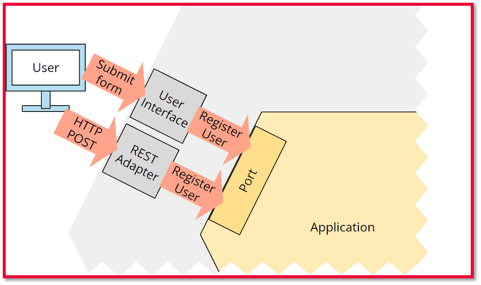 User
Submit
form
User
Interface
Register
User
HTTP
POST
REST
Adapter
Register
User
Port
Application